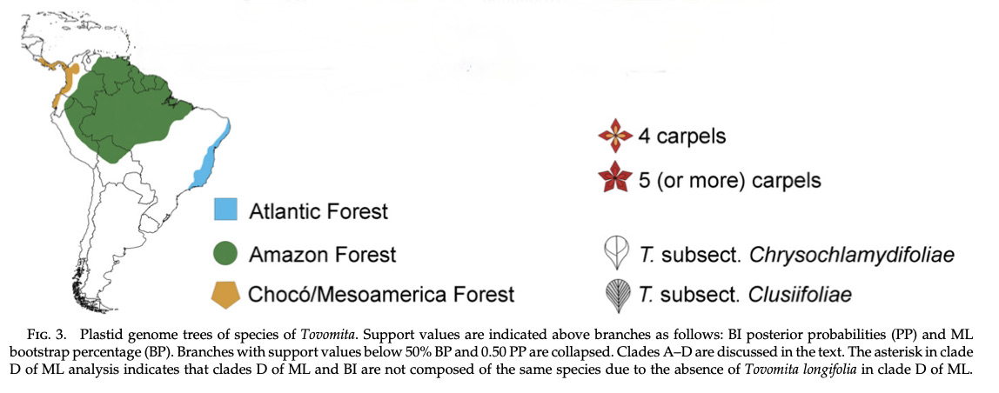 4 carpels
5 (or more) carpels
Atlantic Forest
Amazon Forest
Chocó/Mesoamerica Forest
T. subsect. Chrysochlamydifoliae
T. subsect. Clusiifoliae
FIG. 3. Plastid genome trees of species of Tovomita. Support values are indicated above branches as follows: BI posterior probabilities (PP) and ML
bootstrap percentage (BP). Branches with support values below 50% BP and 0.50 PP are collapsed. Clades A–D are discussed in the text. The asterisk in clade
D of ML analysis indicates that clades D of ML and BI are not composed of the same species due to the absence of Tovomita longifolia in clade D of ML.